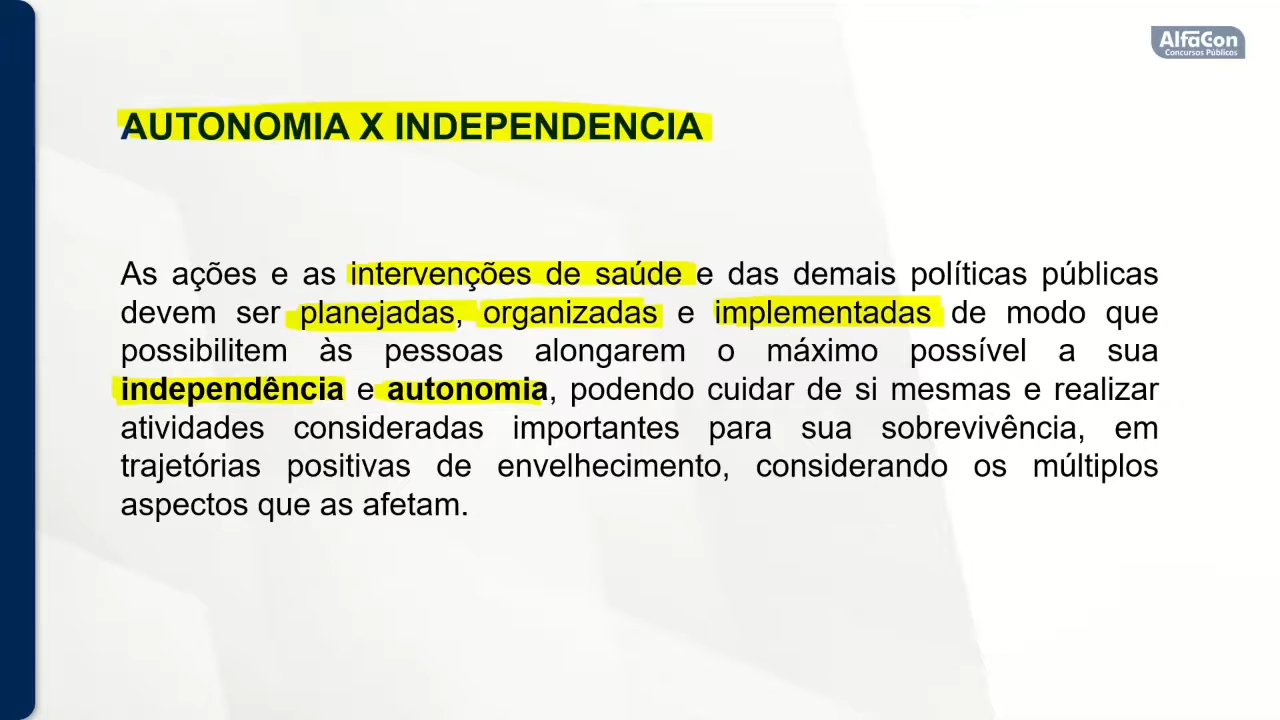 AlfaCon
Concursos Públicos
AUTONOMIA X INDEPENDENCIA
As ações e as intervenções de saúde e das demais políticas públicas
devem ser planejadas, organizadas e implementadas de modo que
possibilitem às pessoas alongarem o máximo possível a sua
independência e autonomia, podendo cuidar de si mesmas e realizar
atividades consideradas importantes para sua sobrevivência, em
trajetórias positivas de envelhecimento, considerando os múltiplos
aspectos que as afetam.